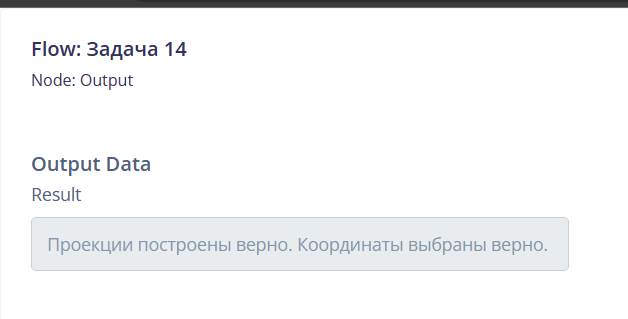 Flow: Задача 14
Node: Output
Output Data
Result
Проекции построены верно. Координаты выбраны верно.